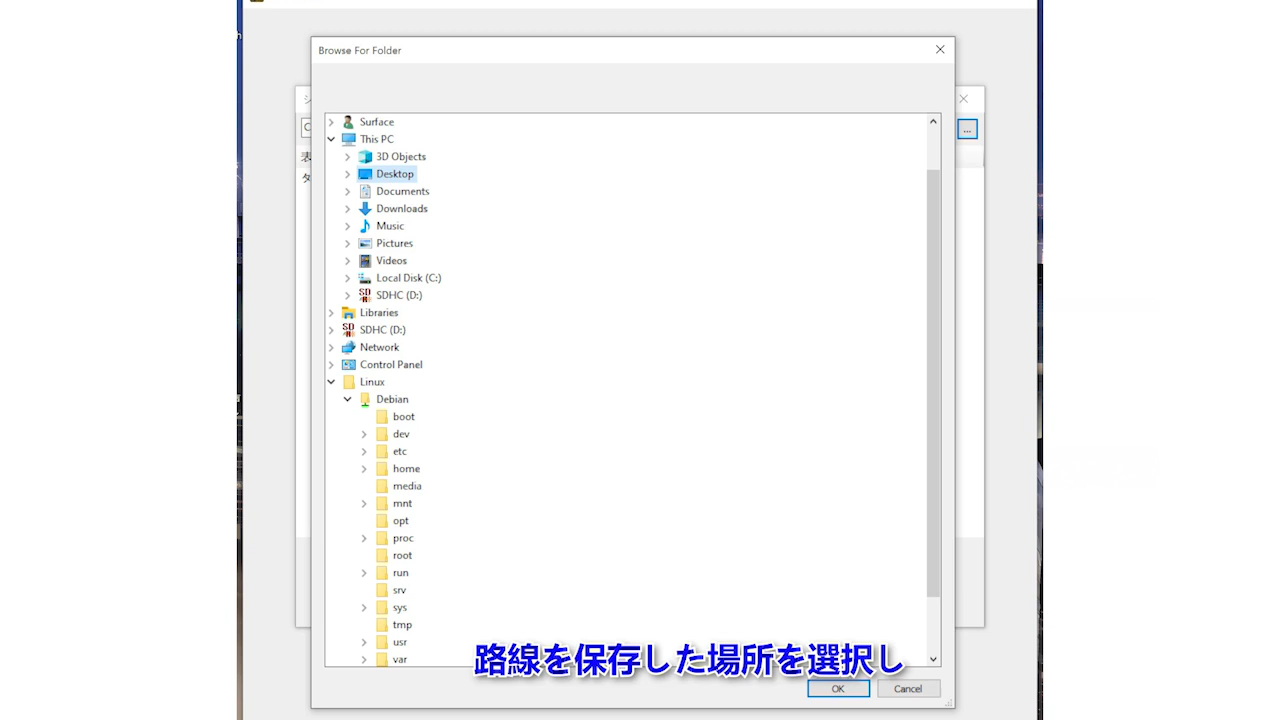 Browse For Folder
Surface
This PC
3D Objects
Desktop
Documents
Downloads
Music
Pictures
Videos
Local Disk (C:)
SDHC (D:)
Libraries
SDHC (D:)
Network
Control Panel
Linux
Debian
boot
dev
etc
home
media
mnt
opt
proc
root
run
srv
sys
tmp
usr
var
...
路線を保存した場所を選択し
OK
Cancel